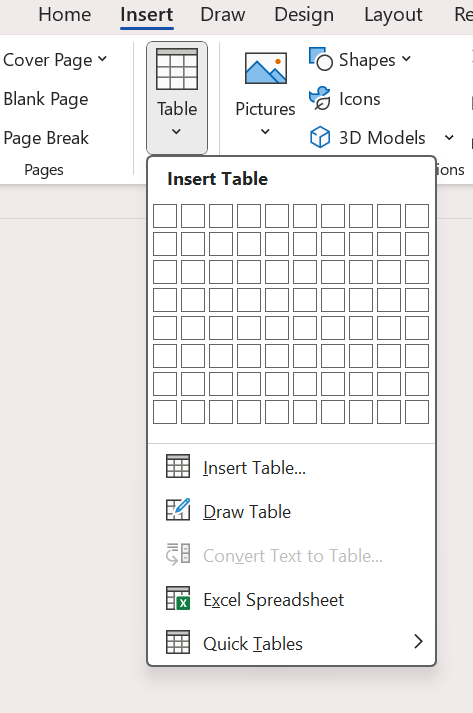 Home Insert Draw Design Layout Re
Cover Page
Blank Page
Page Break
Pages
Table
Pictures
Shapes
Icons
3D Models
ions
Insert Table
Insert Table...
Draw Table
Convert Text to Table...
Excel Spreadsheet
Quick Tables